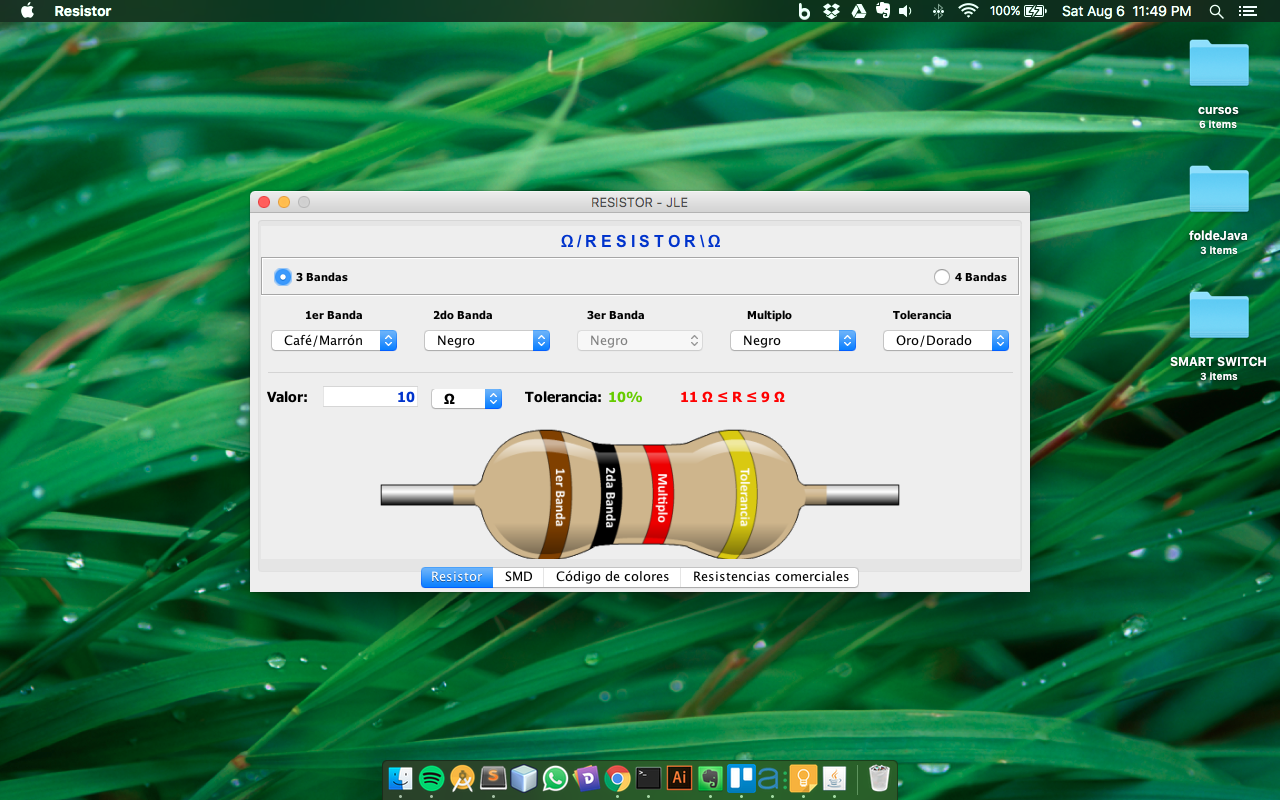 Resistor
100%
Sat Aug 6 11:49 PM
cursos
6 items
foldeJava
3 items
SMART SWITCH
3 items
RESISTOR - JLE
Ω/RESISTOR\Ω
3 Bandas
4 Bandas
1er Banda 2do Banda 3er Banda Multiplo Tolerancia
Café/Marrón Negro Negro Negro Oro/Dorado
Valor: 10 Ω Tolerancia: 10% 11 Ω ≤ R ≤ 9 Ω
1er Banda
2da Banda
Multiplo
Tolerancia
Resistor SMD Código de colores Resistencias comerciales
S
D
>_
Ai
a